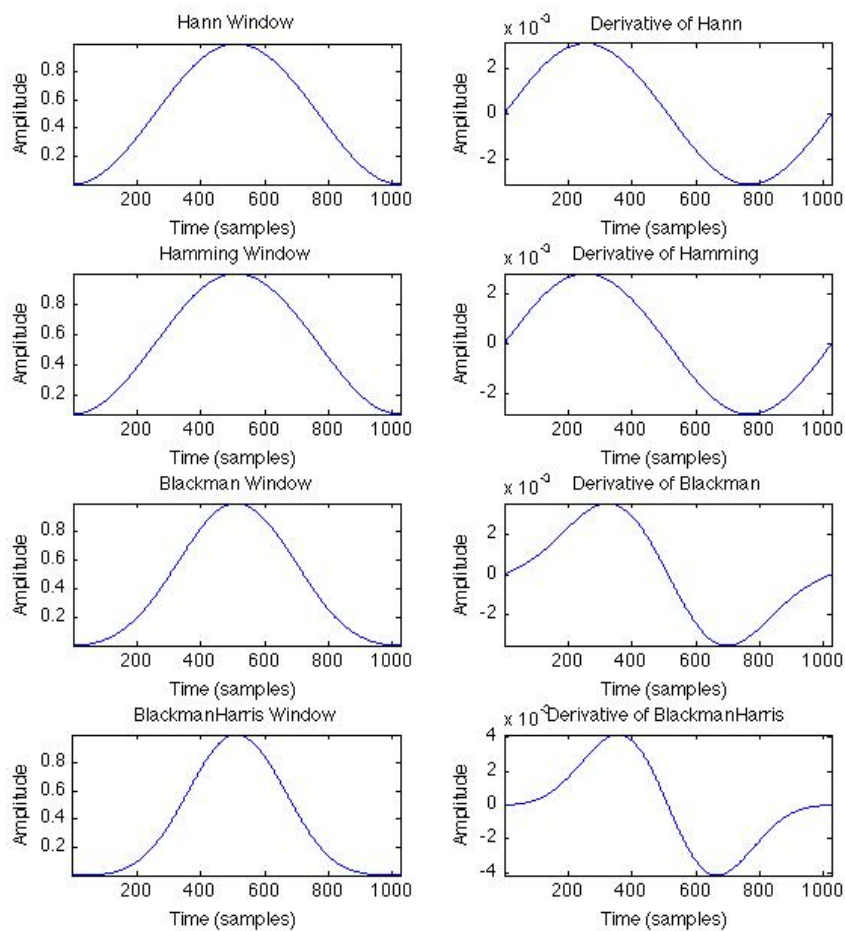 Hann Window
Amplitude
0.8
0.6
0.4
0.2
200 400 600 800 1000
Time (samples)
Derivative of Hann
x 10⁻³
Amplitude
2
0
-2
200 400 600 800 1000
Time (samples)
Hamming Window
Amplitude
0.8
0.6
0.4
0.2
200 400 600 800 1000
Time (samples)
Derivative of Hamming
x 10⁻³
Amplitude
2
0
-2
200 400 600 800 1000
Time (samples)
Blackman Window
Amplitude
0.8
0.6
0.4
0.2
200 400 600 800 1000
Time (samples)
Derivative of Blackman
x 10⁻³
Amplitude
2
0
-2
200 400 600 800 1000
Time (samples)
BlackmanHarris Window
Amplitude
0.8
0.6
0.4
0.2
200 400 600 800 1000
Time (samples)
x 10⁻³ Derivative of BlackmanHarris
Amplitude
4
2
0
-2
-4
200 400 600 800 1000
Time (samples)